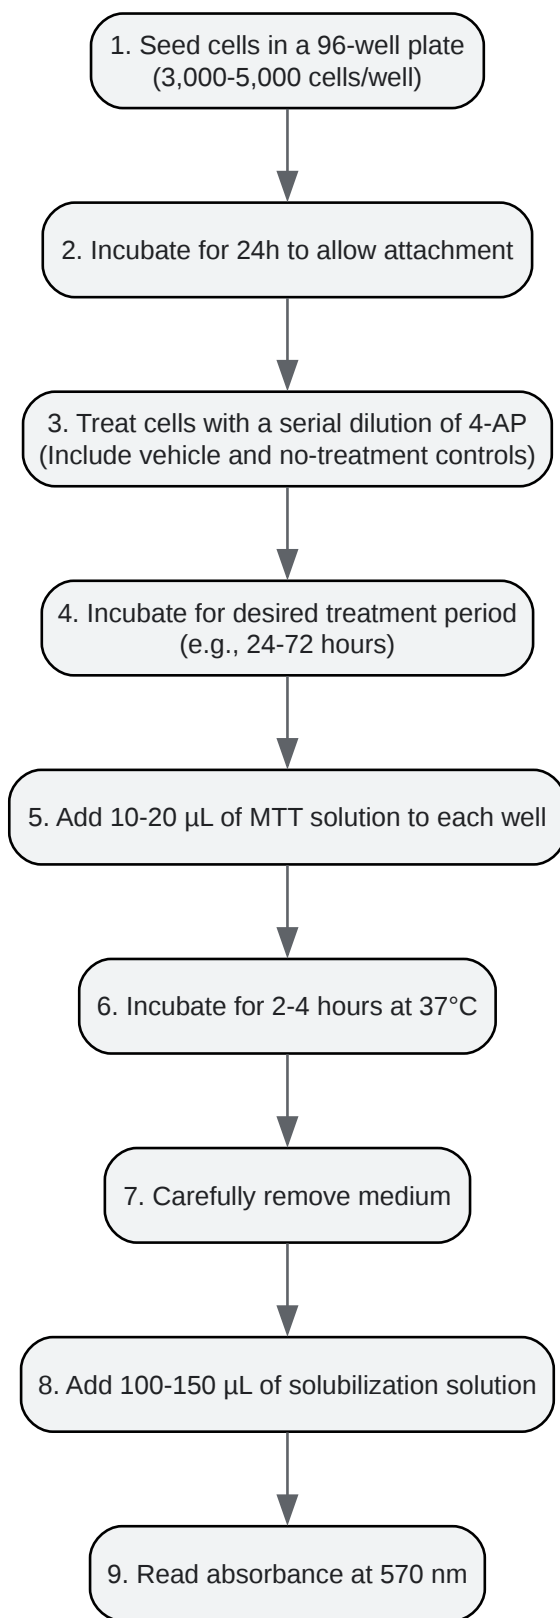 1. Seed cells in a 96-well plate
(3,000-5,000 cells/well)
2. Incubate for 24h to allow attachment
3. Treat cells with a serial dilution of 4-AP
(Include vehicle and no-treatment controls)
4. Incubate for desired treatment period
(e.g., 24-72 hours)
5. Add 10-20 µL of MTT solution to each well
6. Incubate for 2-4 hours at 37°C
7. Carefully remove medium
8. Add 100-150 µL of solubilization solution
9. Read absorbance at 570 nm